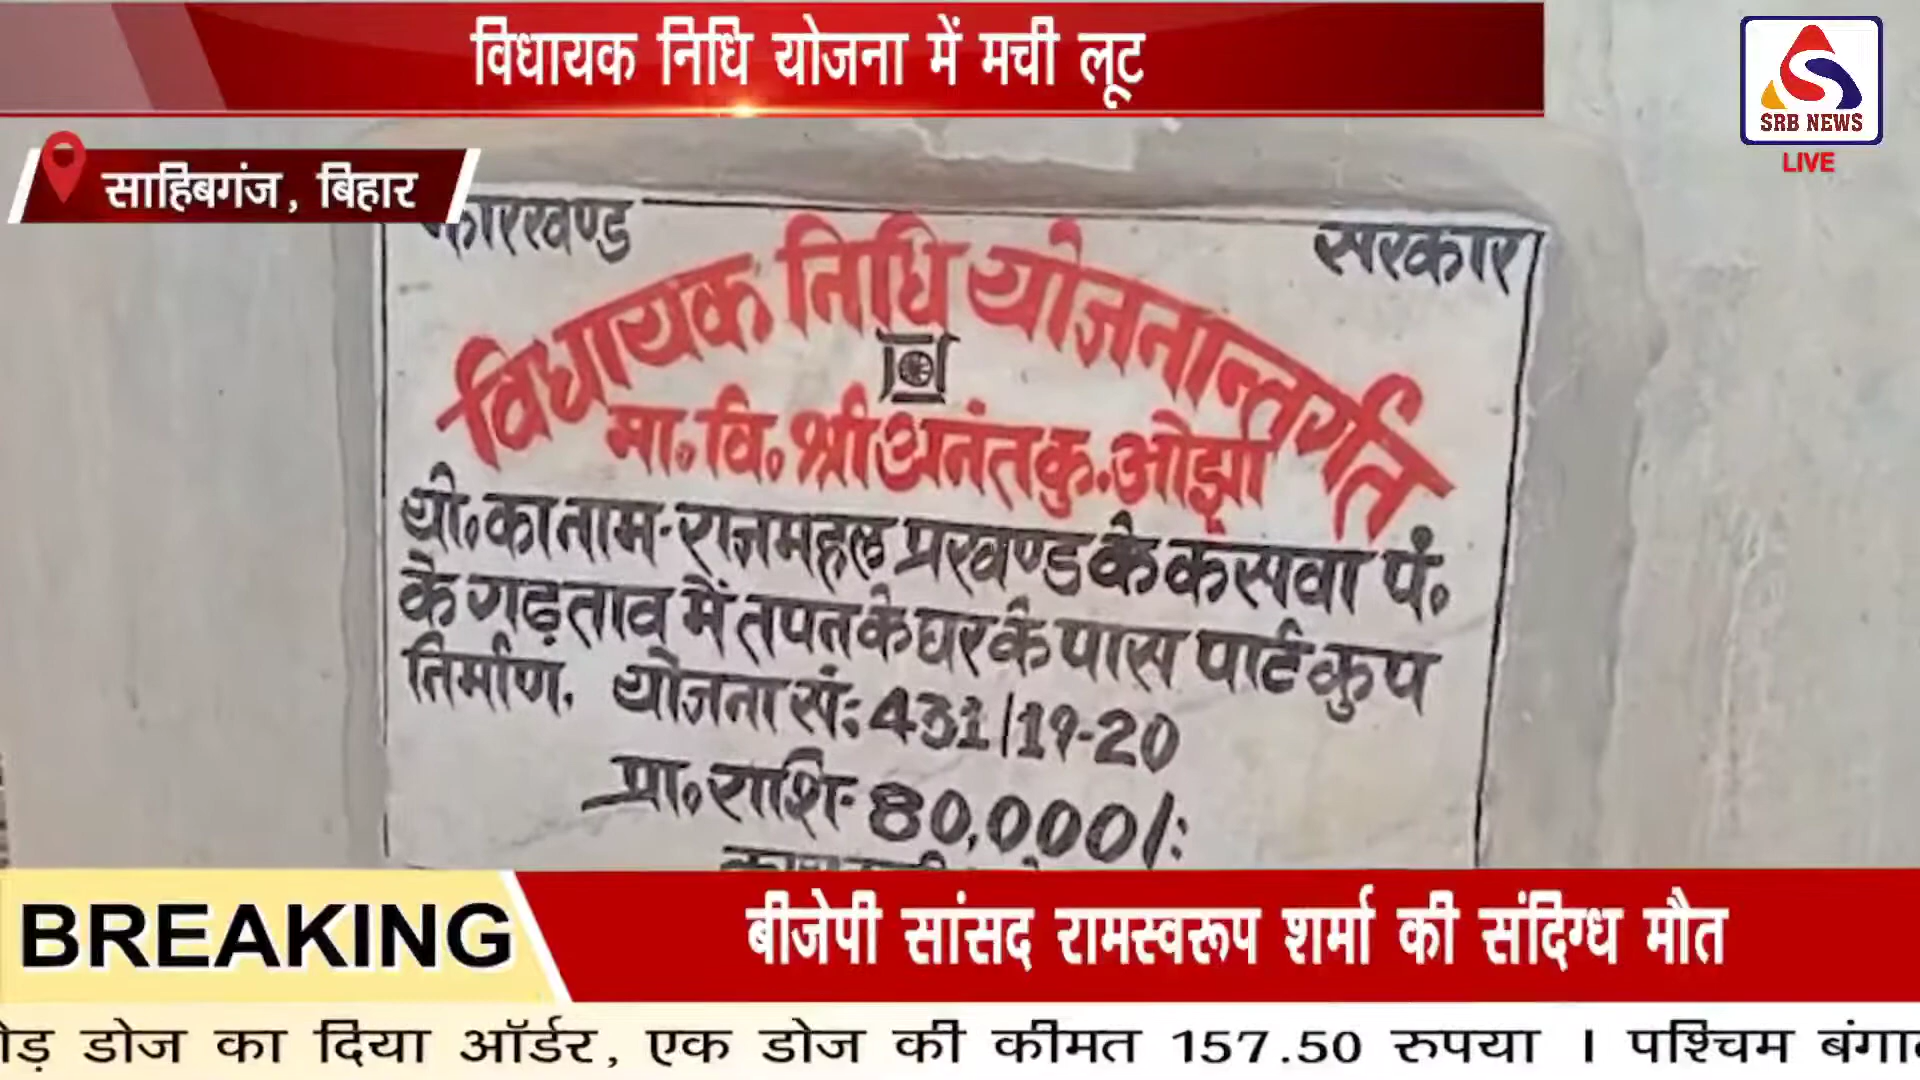 विधायक निधि योजना में मची लूट
SRB NEWS
LIVE
साहिबगंज, बिहार
झारखण्ड सरकार
विधायक निधि योजनान्तर्गत
मा॰ वि॰ श्री अनंत कु. ओझा
यो॰ का नाम- राजमहल प्रखण्ड के कसवा पं॰
के गढ़ताव में तपन के घर के पास पार्ट कुप
निर्माण. योजना सं: 431/19-20
प्रा॰ राशि- 80,000/:
BREAKING
बीजेपी सांसद रामस्वरूप शर्मा की संदिग्ध मौत
डोज का दिया ऑर्डर, एक डोज की कीमत 157.50 रुपया । पश्चिम